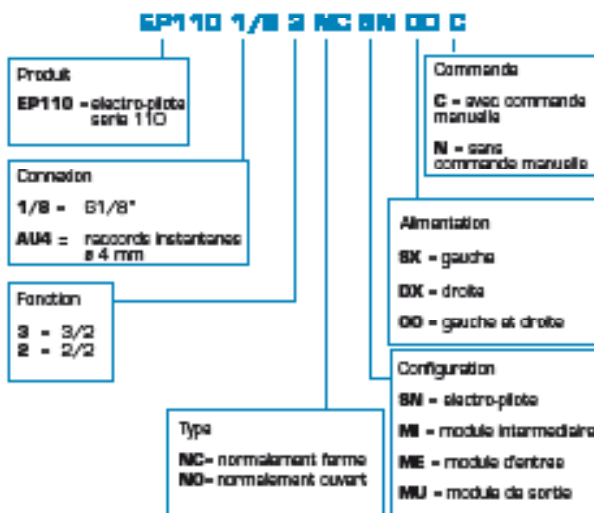 EP110 1/8 2 NC SN OO C
Produit
EP110 = electro-pilote
serie 110
Connexion
1/8 = G1/8"
AU4 = raccords instantanes
ø 4 mm
Fonction
3 = 3/2
2 = 2/2
Type
NC= normalement ferme
NO= normalement ouvert
Commande
C = avec commande
manuelle
N = sans
commande manuelle
Alimentation
SX = gauche
DX = droite
OO = gauche et droite
Configuration
SN = electro-pilote
MI = module intermediaire
ME = module d'entree
MU = module de sortie